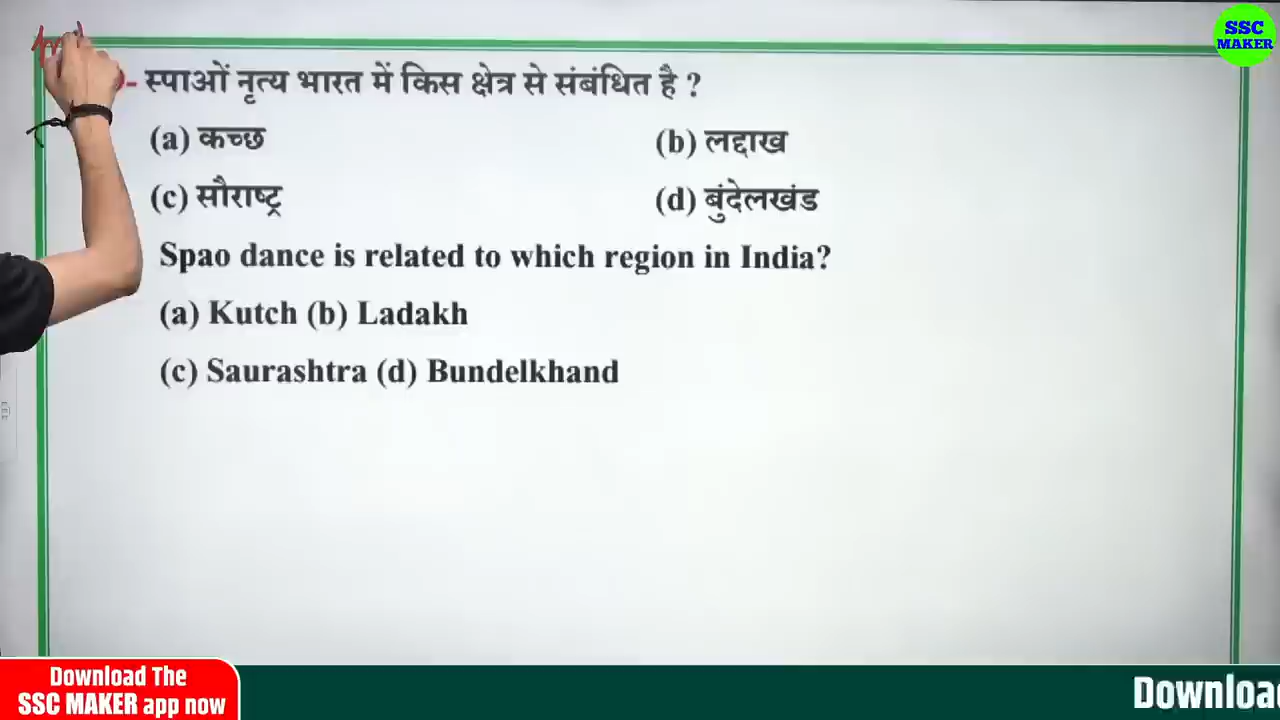 SSC
MAKER
- स्पाओं नृत्य भारत में किस क्षेत्र से संबंधित है ?
(a) कच्छ (b) लद्दाख
(c) सौराष्ट्र (d) बुंदेलखंड
Spao dance is related to which region in India?
(a) Kutch (b) Ladakh
(c) Saurashtra (d) Bundelkhand
Download The
SSC MAKER app now